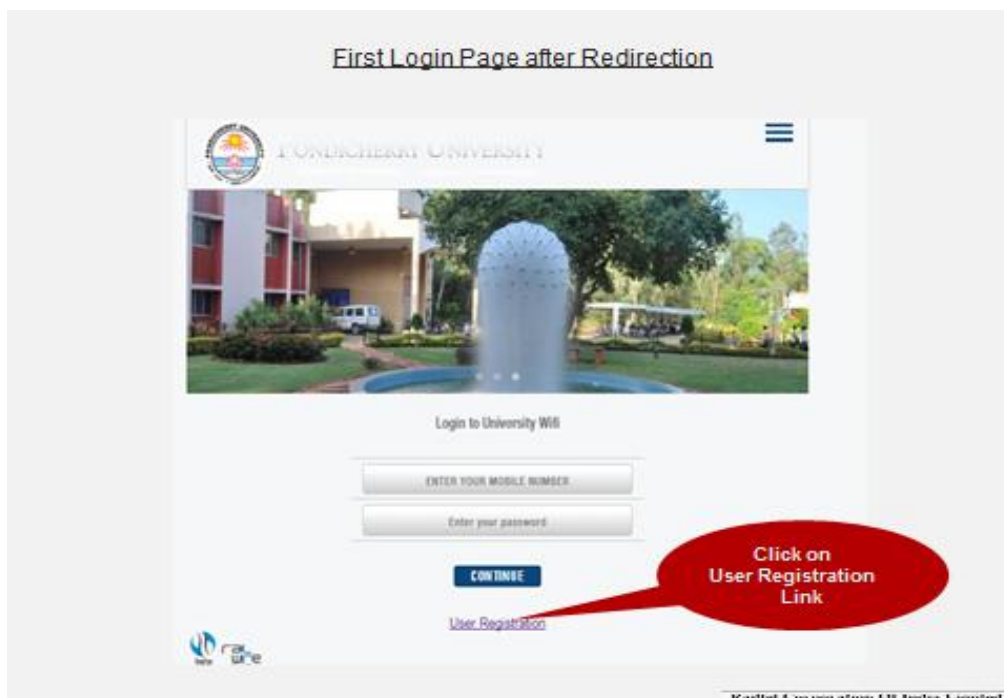 First Login Page after Redirection
PONDICHERRY UNIVERSITY
Login to University Wifi
ENTER YOUR MOBILE NUMBER
Enter your password
CONTINUE
Click on
User Registration
Link
User Registration